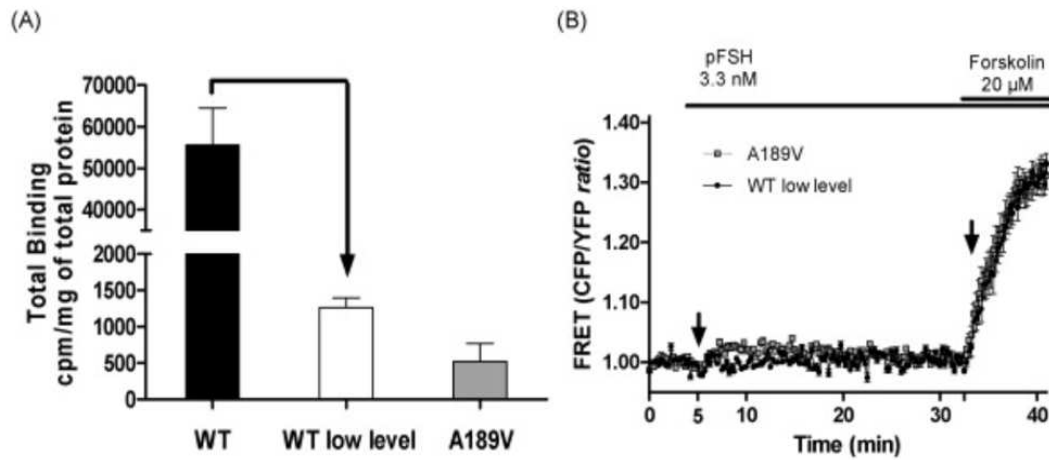 (A)
70000
60000
50000
40000
2000
1500
1000
500
0
Total Binding
cpm/mg of total protein
WT
WT low level
A189V
(B)
pFSH
3.3 nM
Forskolin
20 µM
A189V
WT low level
1.40
1.30
1.20
1.10
1.00
FRET (CFP/YFP ratio)
0
5
10
20
30
40
Time (min)